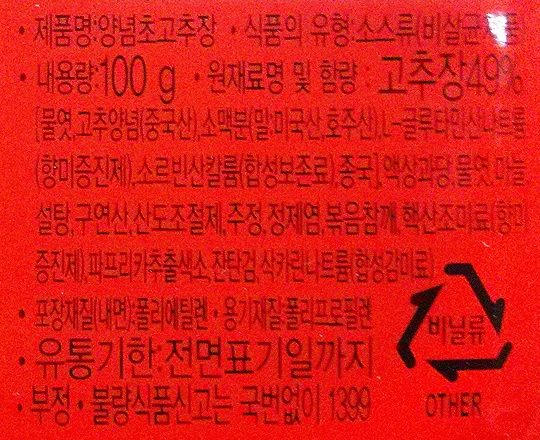 • 제품명:양념초고추장 • 식품의 유형:소스류(비살균제품
• 내용량:100 g • 원재료명 및 함량 : 고추장49%
[물엿,고추양념(중국산),소맥분(밀:미국산,호주산),L-글루타민산나트륨
(향미증진제),소르빈산칼륨(합성보존료),종국],액상과당,물엿,마늘
설탕,구연산,산도조절제,주정,정제염,볶음참깨,핵산조미료(향미
증진제),파프리카추출색소,잔탄검,삭카린나트륨(합성감미료)
• 포장재질(내면):폴리에틸렌 • 용기재질:폴리프로필렌
• 유통기한:전면표기일까지
• 부정 • 불량식품신고는 국번없이 1399
비닐류
OTHER